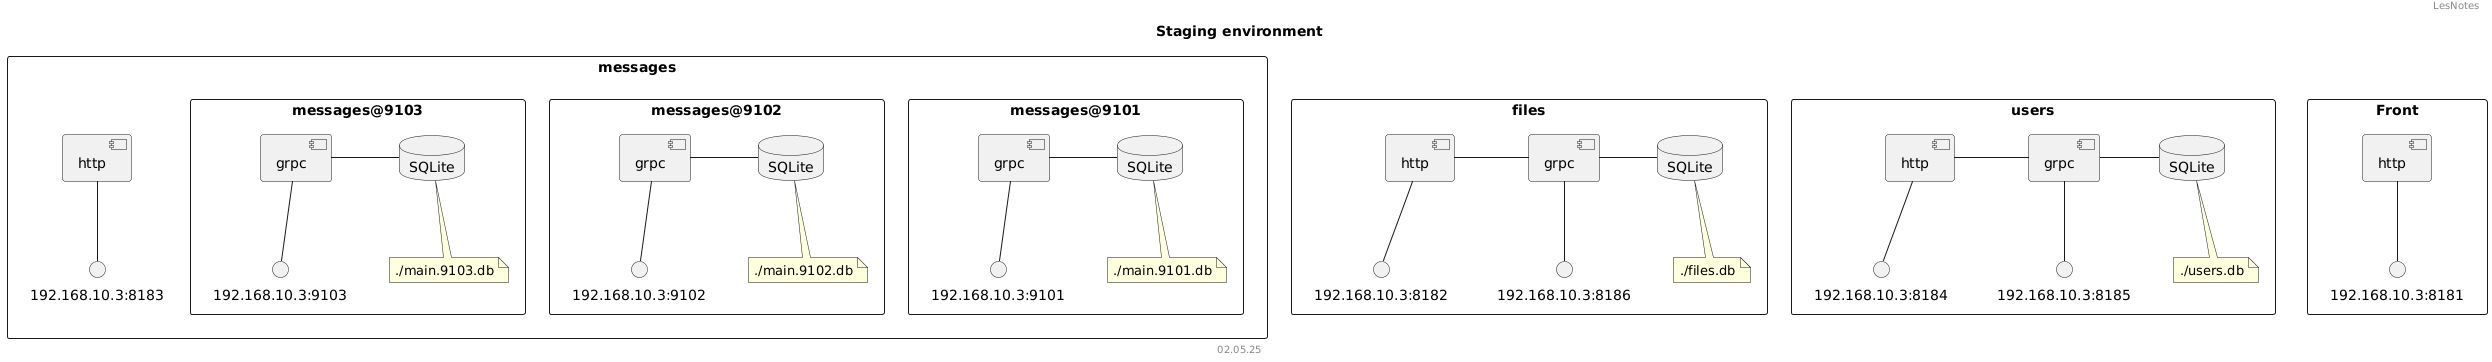 LesNotes
Staging environment
messages
http
192.168.10.3:8183
messages@9103
grpc
SQLite
./main.9103.db
192.168.10.3:9103
messages@9102
grpc
SQLite
./main.9102.db
192.168.10.3:9102
messages@9101
grpc
SQLite
./main.9101.db
192.168.10.3:9101
files
http
grpc
SQLite
./files.db
192.168.10.3:8182
192.168.10.3:8186
users
http
grpc
SQLite
./users.db
192.168.10.3:8184
192.168.10.3:8185
Front
http
192.168.10.3:8181
02.05.25